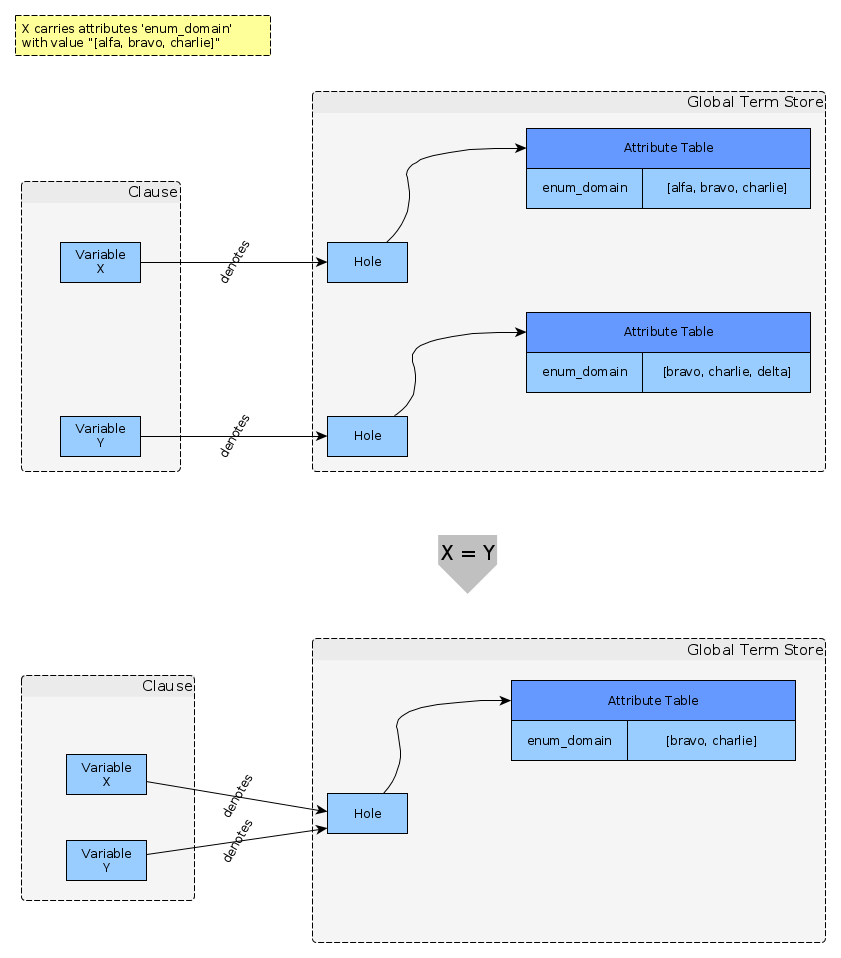 X carries attributes 'enum_domain'
with value "[alfa, bravo, charlie]"
Global Term Store
Attribute Table
enum_domain
[alfa, bravo, charlie]
Clause
Variable
X
denotes
Hole
Attribute Table
enum_domain
[bravo, charlie, delta]
Variable
Y
denotes
Hole
X = Y
Global Term Store
Clause
Attribute Table
enum_domain
[bravo, charlie]
Variable
X
denotes
Hole
Variable
Y
denotes